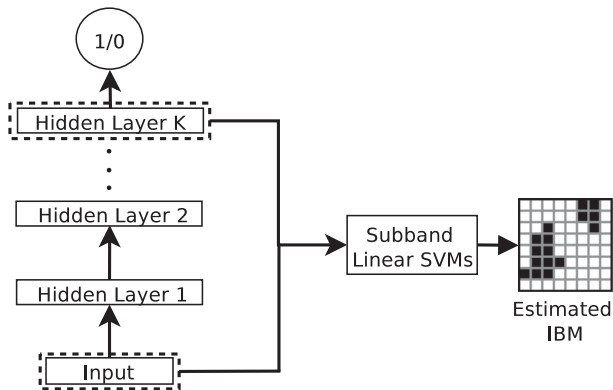 1/0
Hidden Layer K
Hidden Layer 2
Hidden Layer 1
Input
Subband
Linear SVMs
Estimated
IBM